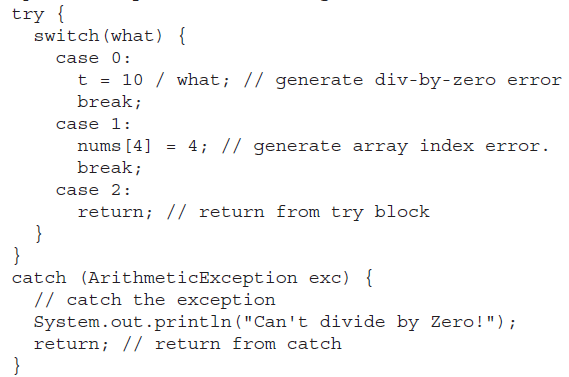 try {
  switch(what) {
    case 0:
      t = 10 / what; // generate div-by-zero error
      break;
    case 1:
      nums[4] = 4; // generate array index error.
      break;
    case 2:
      return; // return from try block
  }
}
catch (ArithmeticException exc) {
  // catch the exception
  System.out.println("Can't divide by Zero!");
  return; // return from catch
}